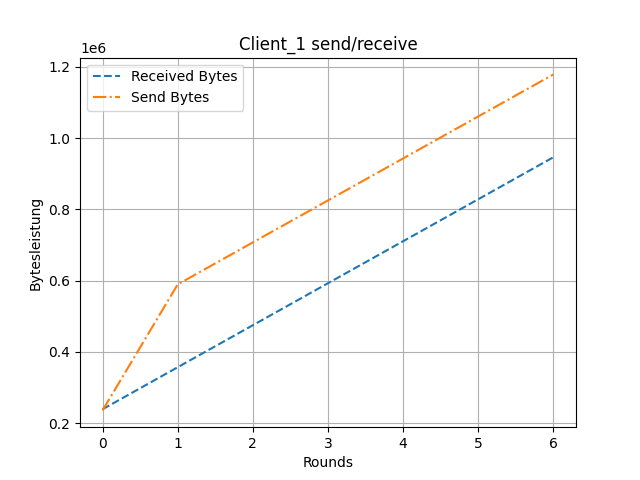 Client_1 send/receive
1e6
Received Bytes
Send Bytes
1.2
1.0
0.8
0.6
0.4
0.2
Bytesleistung
0 1 2 3 4 5 6
Rounds